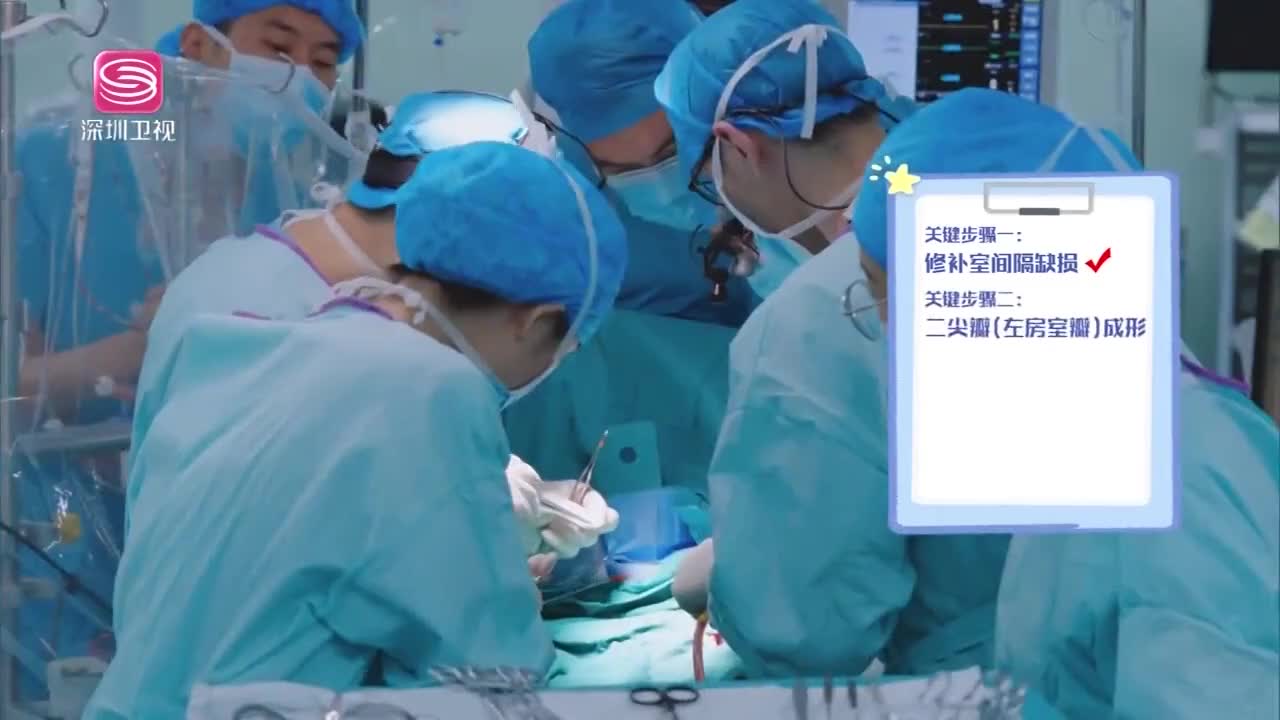 深圳卫视
关键步骤一：
修补室间隔缺损
关键步骤二：
二尖瓣（左房室瓣）成形